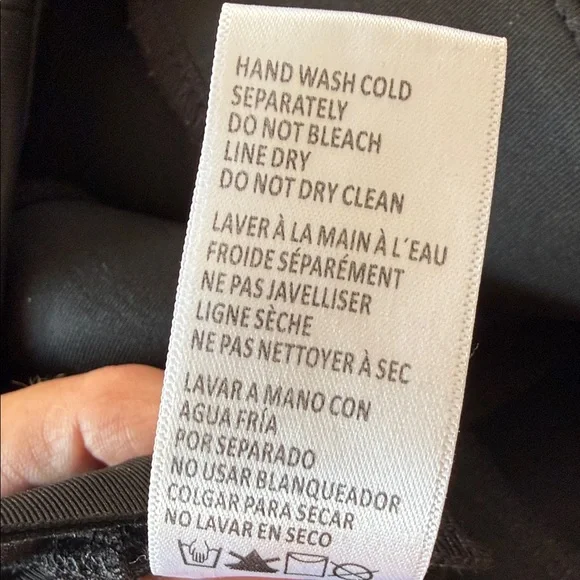 HAND WASH COLD
SEPARATELY
DO NOT BLEACH
LINE DRY
DO NOT DRY CLEAN
LAVER À LA MAIN À L´EAU
FROIDE SÉPARÉMENT
NE PAS JAVELLISER
LIGNE SÈCHE
NE PAS NETTOYER À SEC
LAVAR A MANO CON
AGUA FRÍA
POR SEPARADO
NO USAR BLANQUEADOR
COLGAR PARA SECAR
NO LAVAR EN SECO